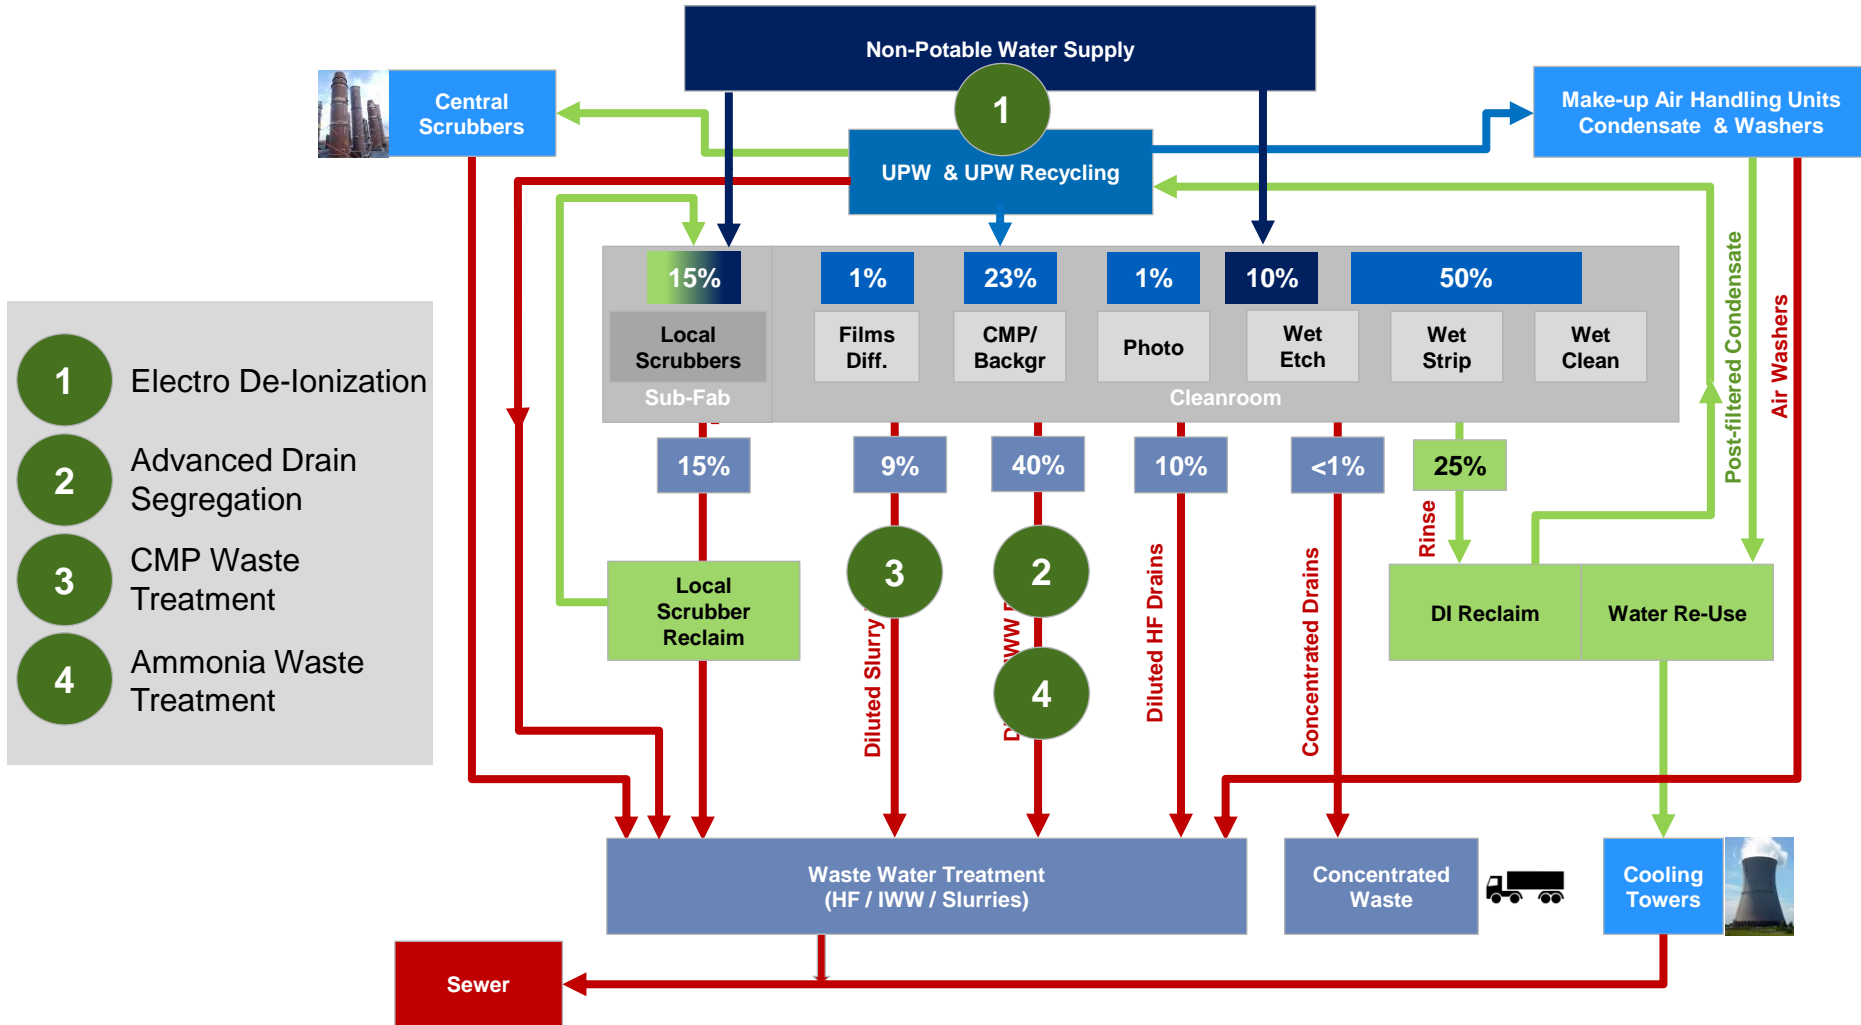 Non-Potable Water Supply
1
Central
Scrubbers
Make-up Air Handling Units
Condensate & Washers
UPW & UPW Recycling
15%
1%
23%
1%
10%
50%
Local
Scrubbers
Films
Diff.
CMP/
Backgr
Photo
Wet
Etch
Wet
Strip
Wet
Clean
Sub-Fab
Cleanroom
Post-filtered Condensate
Air Washers
1
Electro De-Ionization
2
Advanced Drain
Segregation
3
CMP Waste
Treatment
4
Ammonia Waste
Treatment
15%
9%
40%
10%
<1%
25%
Rinse
3
2
4
Diluted Slurry
IWW
Diluted HF Drains
Concentrated Drains
Local
Scrubber
Reclaim
DI Reclaim
Water Re-Use
Waste Water Treatment
(HF / IWW / Slurries)
Concentrated
Waste
Cooling
Towers
Sewer